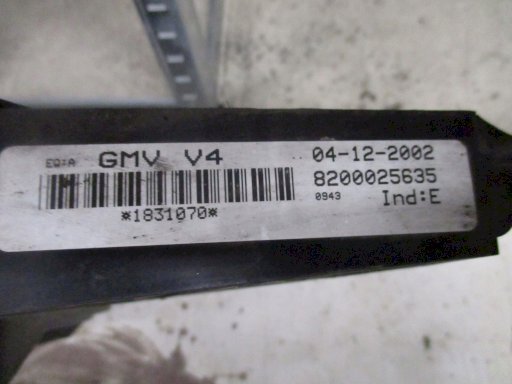 EQ:A GMV V4 04-12-2002
8200025635
*1831070* 0943 Ind:E